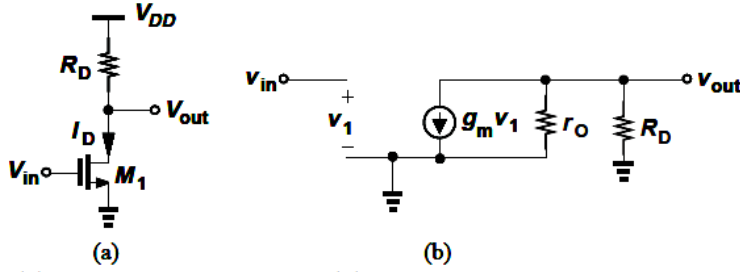 V_DD
R_D
V_out
I_D
V_in
M_1
(a)
v_in
+
v_1
−
g_m v_1
r_O
R_D
v_out
(b)